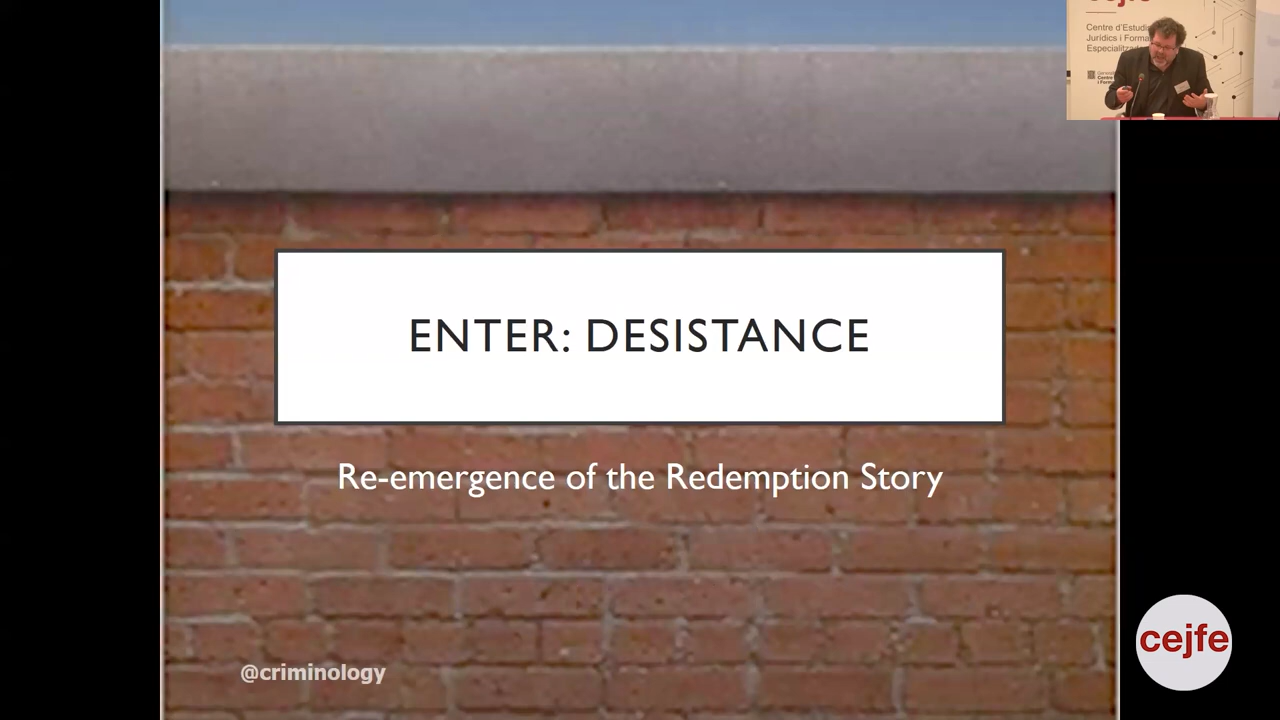 Centre d'Estudis
Jurídics i Forma
Especialitza
ENTER: DESISTANCE
Re-emergence of the Redemption Story
@criminology
cejfe